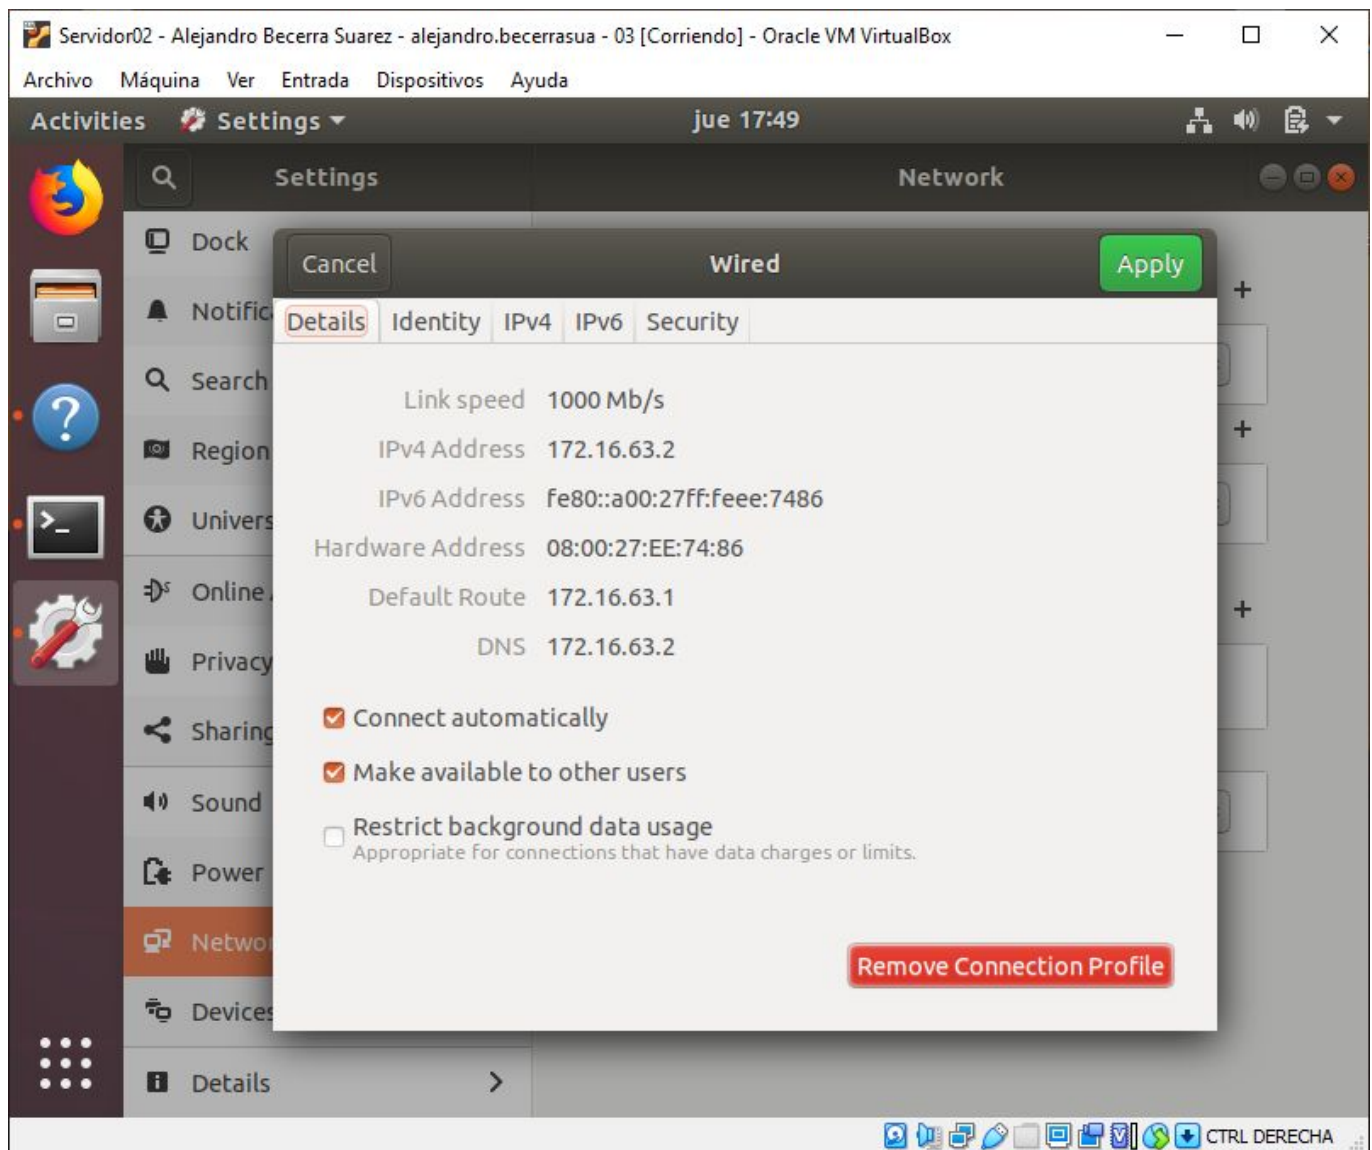 Servidor02 - Alejandro Becerra Suarez - alejandro.becerrasua - 03 [Corriendo] - Oracle VM VirtualBox
Archivo Máquina Ver Entrada Dispositivos Ayuda
Activities Settings jue 17:49
Settings Network
Dock
Notific
Search
Region
Univers
Online
Privacy
Sharing
Sound
Power
Networ
Devices
Details
Cancel Wired Apply
Details Identity IPv4 IPv6 Security
Link speed 1000 Mb/s
IPv4 Address 172.16.63.2
IPv6 Address fe80::a00:27ff:feee:7486
Hardware Address 08:00:27:EE:74:86
Default Route 172.16.63.1
DNS 172.16.63.2
Connect automatically
Make available to other users
Restrict background data usage
Appropriate for connections that have data charges or limits.
Remove Connection Profile
CTRL DERECHA